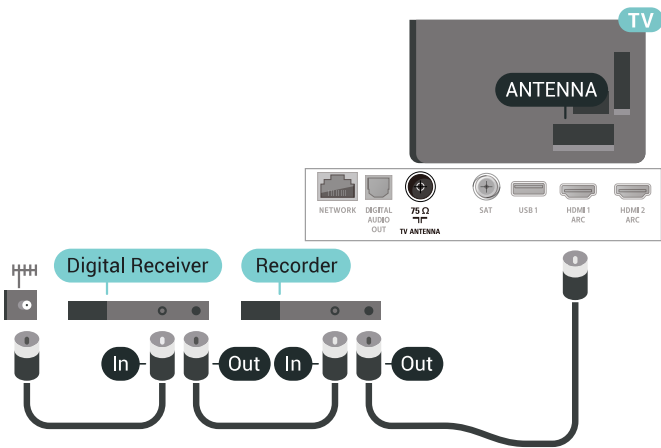 TV
ANTENNA
NETWORK
DIGITAL
AUDIO
OUT
75 Ω
TV ANTENNA
SAT
USB 1
HDMI 1
ARC
HDMI 2
ARC
Digital Receiver
Recorder
In
Out
In
Out